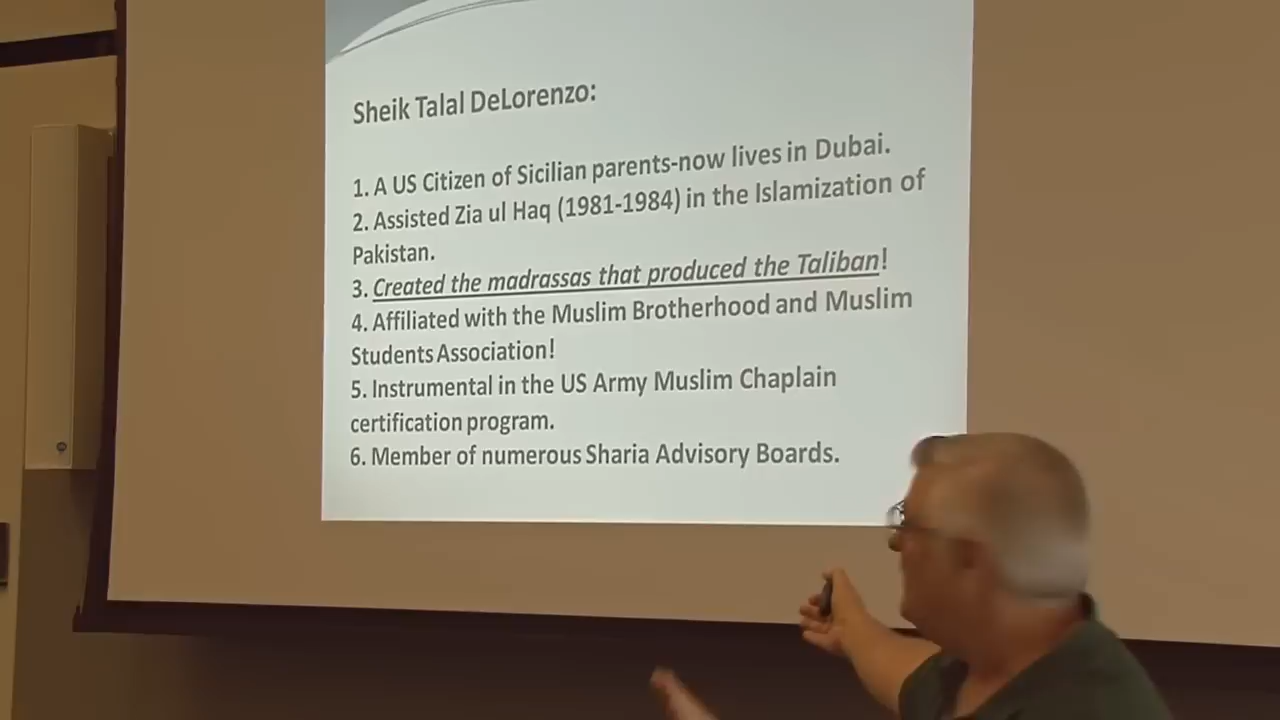 Sheik Talal DeLorenzo:
1. A US Citizen of Sicilian parents-now lives in Dubai.
2. Assisted Zia ul Haq (1981-1984) in the Islamization of
Pakistan.
3. Created the madrassas that produced the Taliban!
4. Affiliated with the Muslim Brotherhood and Muslim
Students Association!
5. Instrumental in the US Army Muslim Chaplain
certification program.
6. Member of numerous Sharia Advisory Boards.